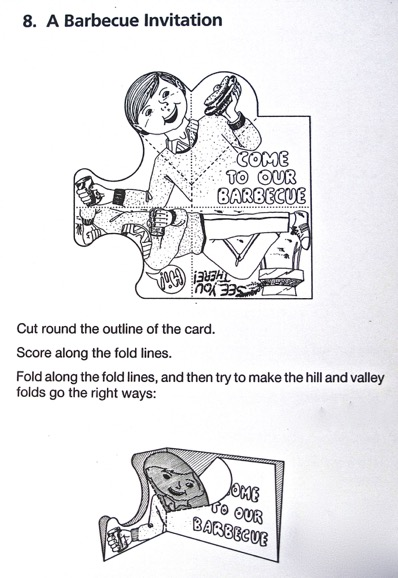 8. A Barbecue Invitation
COME
TO OUR
BARBECUE
SEE YOU
THERE!
Cut round the outline of the card.
Score along the fold lines.
Fold along the fold lines, and then try to make the hill and valley
folds go the right ways:
OME
TO OUR
BARBECUE